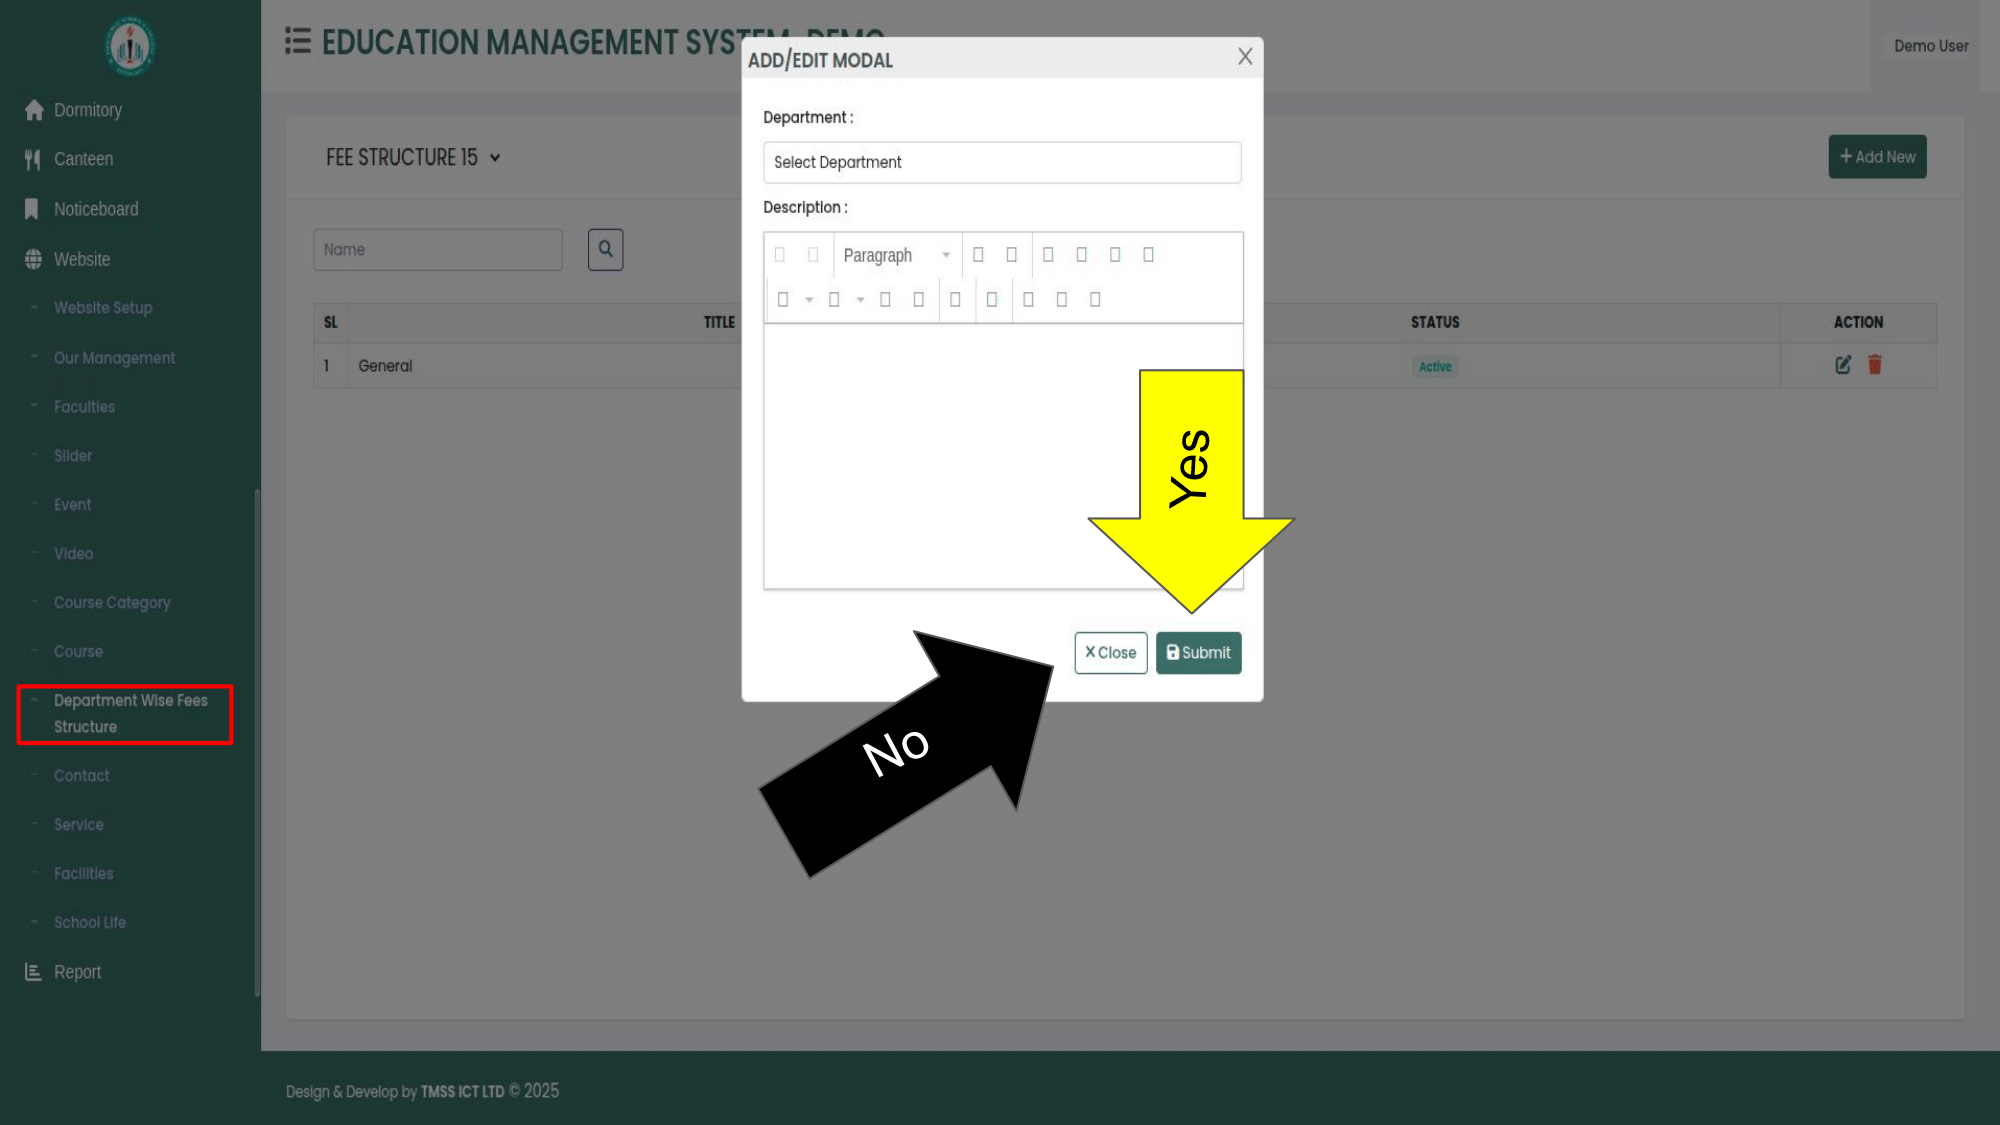 EDUCATION MANAGEMENT SYSTEM-DEMO
Demo User
Dormitory
Canteen
Noticeboard
Website
Website Setup
Our Management
Faculties
Slider
Event
Video
Course Category
Course
Department Wise Fees
Structure
Contact
Service
Facilities
School Life
Report
FEE STRUCTURE 15
+ Add New
Name
SL
TITLE
STATUS
ACTION
1
General
Active
ADD/EDIT MODAL
X
Department :
Select Department
Description :
Paragraph
Yes
X Close
Submit
No
Design & Develop by TMSS ICT LTD © 2025